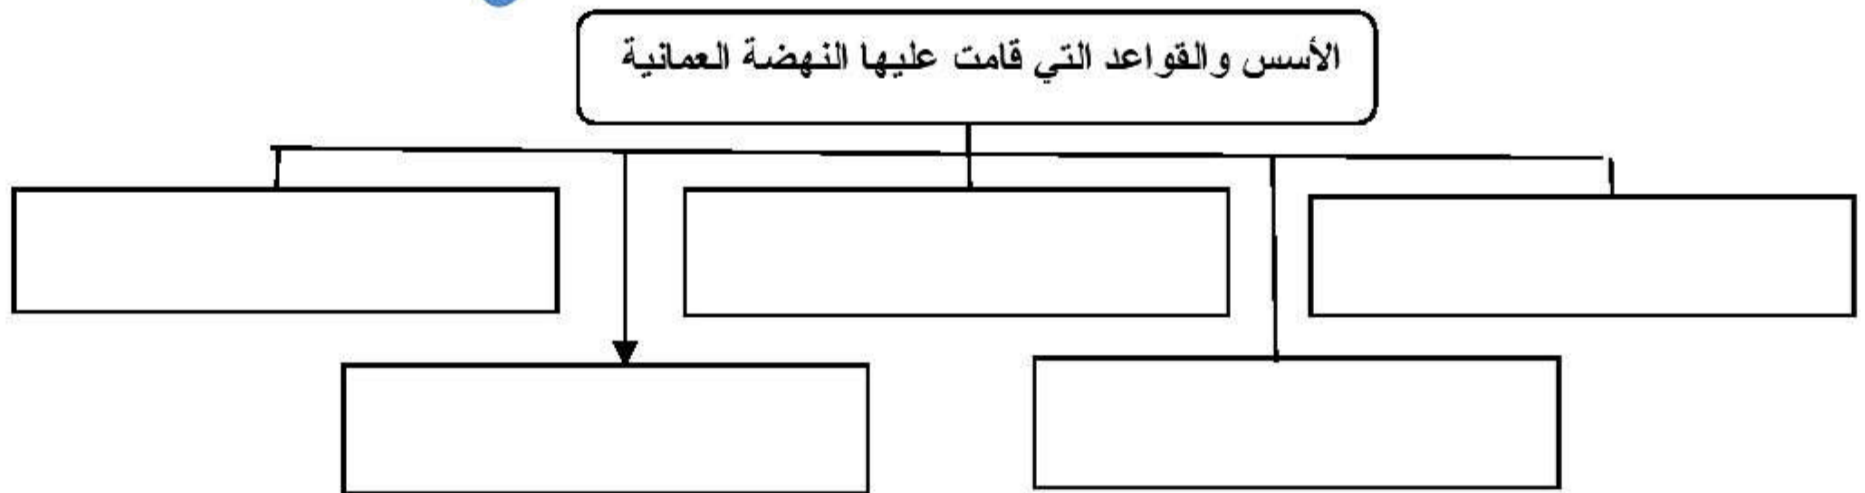 الأسس والقواعد التي قامت عليها النهضة العمانية